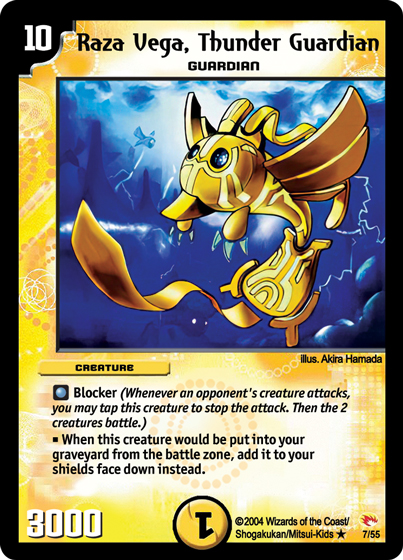 10 Raza Vega, Thunder Guardian
GUARDIAN
illus. Akira Hamada
CREATURE
Blocker (Whenever an opponent's creature attacks,
you may tap this creature to stop the attack. Then the 2
creatures battle.)
▪ When this creature would be put into your
graveyard from the battle zone, add it to your
shields face down instead.
3000
1
©2004 Wizards of the Coast/
Shogakukan/Mitsui-Kids ★ 7/55